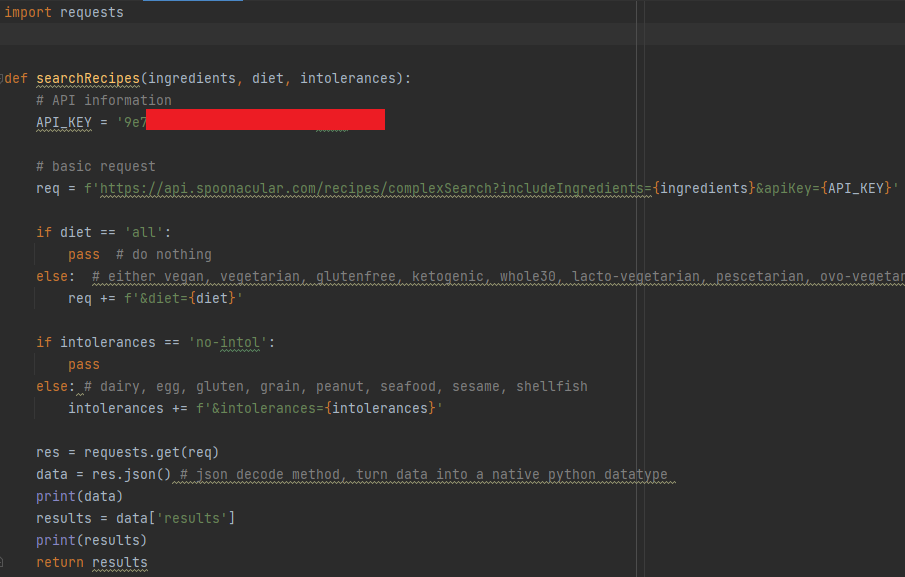 import requests
def searchRecipes(ingredients, diet, intolerances):
# API information
API_KEY = '9e7
# basic request
req = f'https://api.spoonacular.com/recipes/complexSearch?includeIngredients={ingredients}&apiKey={API_KEY}'
if diet == 'all':
pass  # do nothing
else:  # either vegan, vegetarian, glutenfree, ketogenic, whole30, lacto-vegetarian, pescetarian, ovo-vegetar
req += f'&diet={diet}'
if intolerances == 'no-intol':
pass
else: # dairy, egg, gluten, grain, peanut, seafood, sesame, shellfish
intolerances += f'&intolerances={intolerances}'
res = requests.get(req)
data = res.json() # json decode method, turn data into a native python datatype
print(data)
results = data['results']
print(results)
return results